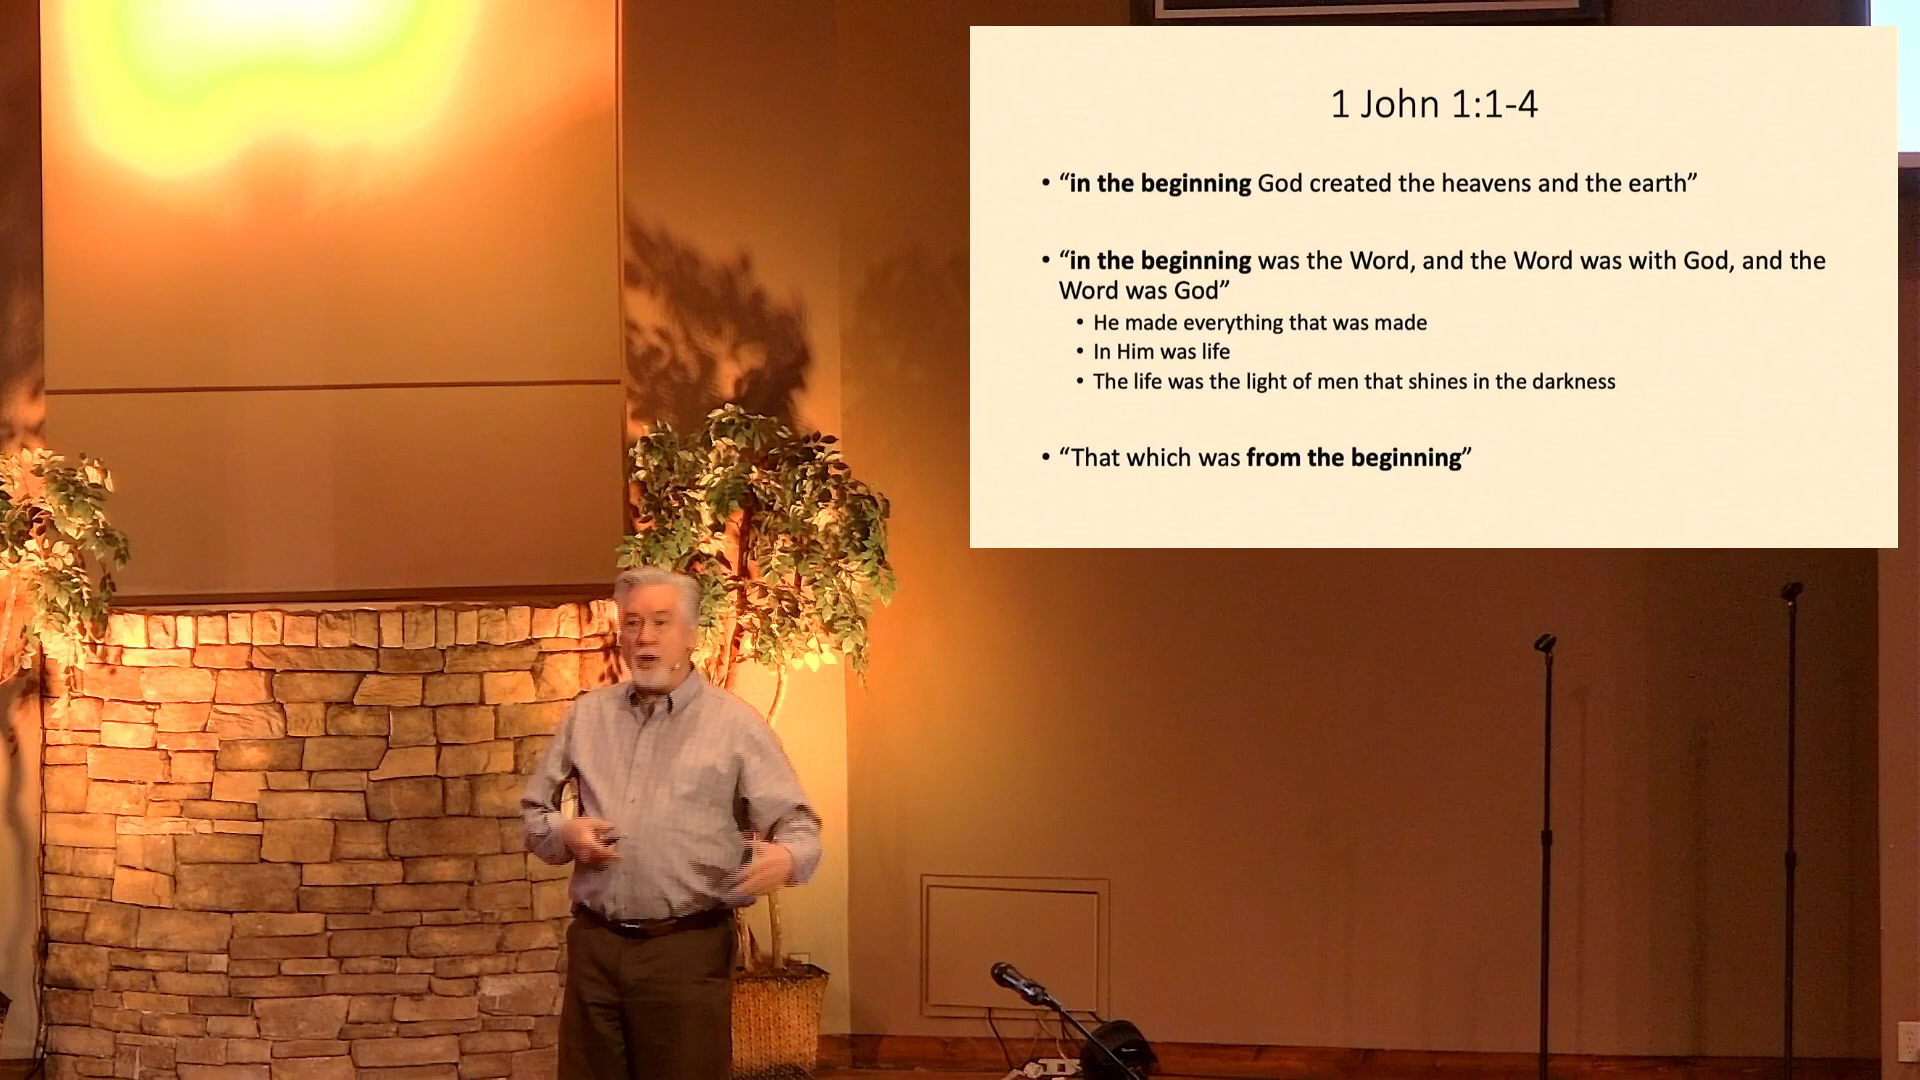 1 John 1:1-4
• “in the beginning God created the heavens and the earth”
• “in the beginning was the Word, and the Word was with God, and the
Word was God”
• He made everything that was made
• In Him was life
• The life was the light of men that shines in the darkness
• “That which was from the beginning”